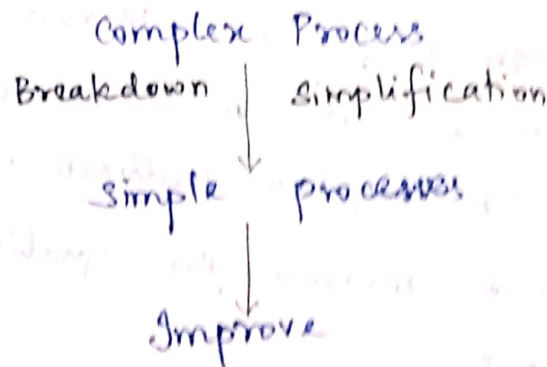 Complex Process
Breakdown Simplification
Simple processes
Improve